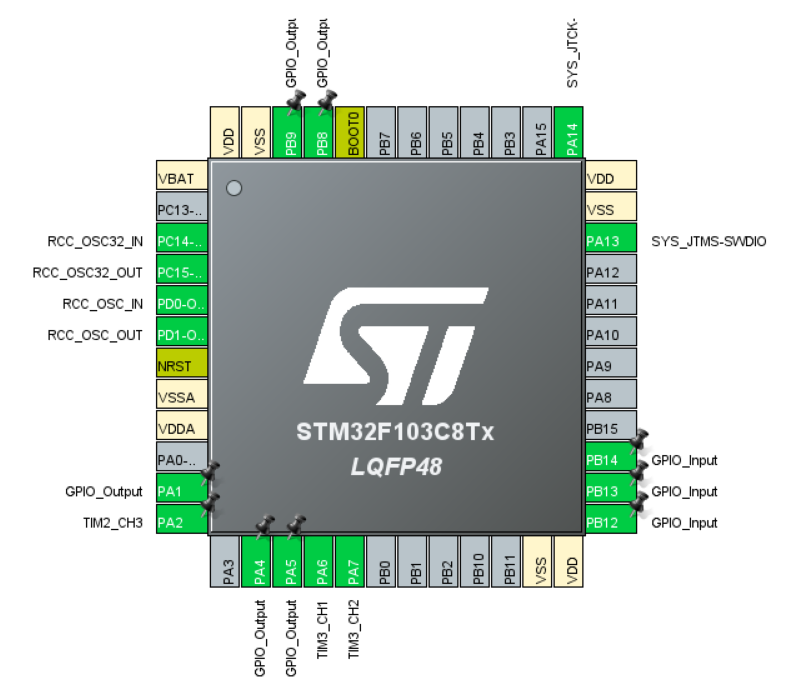 GPIO_Outpu
GPIO_Outpu
SYS_JTCK-
VDD
VSS
PB9
PB8
BOOT0
PB7
PB6
PB5
PB4
PB3
PA15
PA14
VBAT
PC13-..
RCC_OSC32_IN PC14-..
RCC_OSC32_OUT PC15-..
RCC_OSC_IN PD0-O..
RCC_OSC_OUT PD1-O..
NRST
VSSA
VDDA
PA0-..
GPIO_Output PA1
TIM2_CH3 PA2
ST
STM32F103C8Tx
LQFP48
VDD
VSS
PA13 SYS_JTMS-SWDIO
PA12
PA11
PA10
PA9
PA8
PB15
PB14 GPIO_Input
PB13 GPIO_Input
PB12 GPIO_Input
PA3
PA4
PA5
PA6
PA7
PB0
PB1
PB2
PB10
PB11
VSS
VDD
GPIO_Output
GPIO_Output
TIM3_CH1
TIM3_CH2